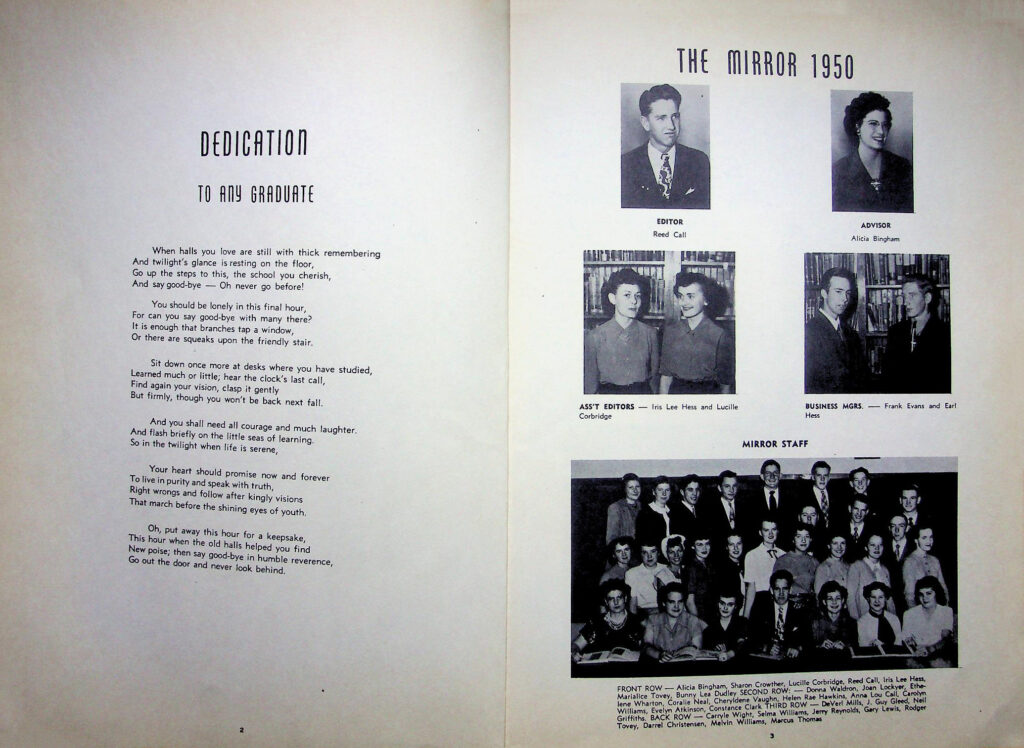 DEDICATION
TO ANY GRADUATE
When halls you love are still with thick remembering
And twilight's glance is resting on the floor,
Go up the steps to this, the school you cherish,
And say good-bye — Oh never go before!
You should be lonely in this final hour,
For can you say good-bye with many there?
It is enough that branches tap a window,
Or there are squeaks upon the friendly stair.
Sit down once more at desks where you have studied,
Learned much or little; hear the clock's last call,
Find again your vision, clasp it gently
But firmly, though you won't be back next fall.
And you shall need all courage and much laughter.
And flash briefly on the little seas of learning.
So in the twilight when life is serene,
Your heart should promise now and forever
To live in purity and speak with truth,
Right wrongs and follow after kingly visions
That march before the shining eyes of youth.
Oh, put away this hour for a keepsake,
This hour when the old halls helped you find
New poise; then say good-bye in humble reverence,
Go out the door and never look behind.
2
THE MIRROR 1950
EDITOR
Reed Call
ADVISOR
Alicia Bingham
ASS'T EDITORS — Iris Lee Hess and Lucille
Corbridge
BUSINESS MGRS. — Frank Evans and Earl
Hess
MIRROR STAFF
FRONT ROW — Alicia Bingham, Sharon Crowther, Lucille Corbridge, Reed Call, Iris Lee Hess,
Marialice Tovey, Bunny Lea Dudley SECOND ROW: — Donna Waldron, Joan Lockyer, Ethe-
lene Wharton, Coralie Neal, Cheryldene Vaughn, Helen Rae Hawkins, Anna Lou Call, Carolyn
Williams, Evelyn Atkinson, Constance Clark THIRD ROW — DeVerl Mills, J. Guy Gleed, Neil
Griffiths. BACK ROW — Carryle Wight, Selma Williams, Jerry Reynolds, Gary Lewis, Rodger
Tovey, Darrel Christensen, Melvin Williams, Marcus Thomas
3